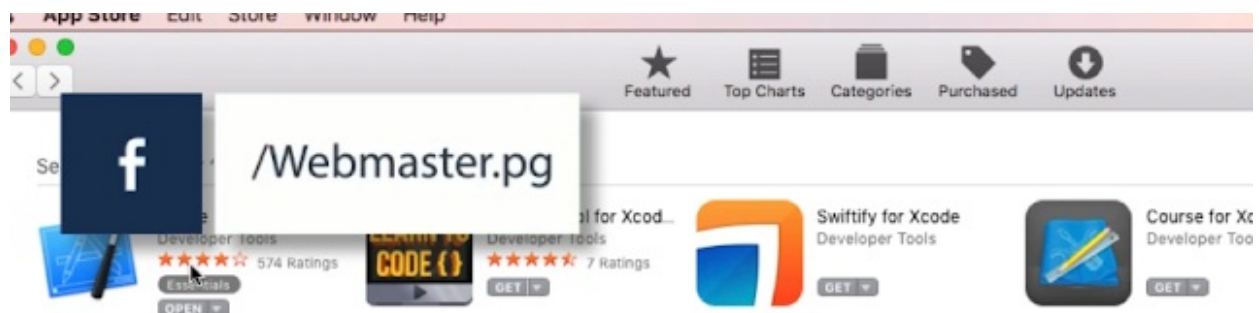 App Store Edit Store Window Help
Featured Top Charts Categories Purchased Updates
f /Webmaster.pg
Se
Swiftify for Xcode
Course for Xc
ol for Xcod...
Developer Tools
Developer Tools
Developer Tools
Developer Too
574 Ratings
LEARN TO
CODE {}
7 Ratings
Essentials
GET
GET
GET
OPEN